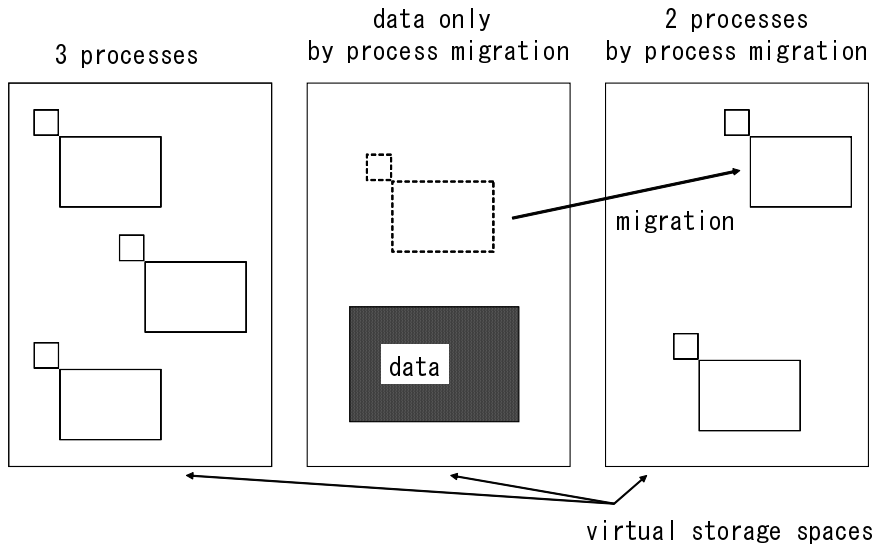 3 processes
data only
by process migration
2 processes
by process migration
migration
data
virtual storage spaces